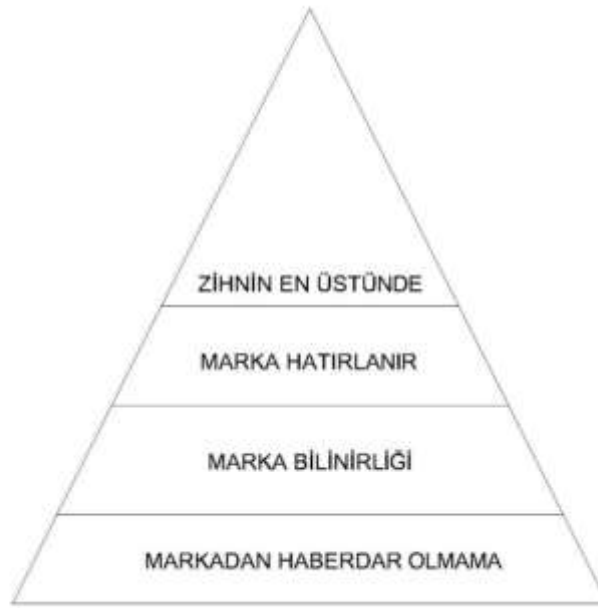 ZİHNİN EN ÜSTÜNDE
MARKA HATIRLANIR
MARKA BİLİNİRLİĞİ
MARKADAN HABERDAR OLMAMA